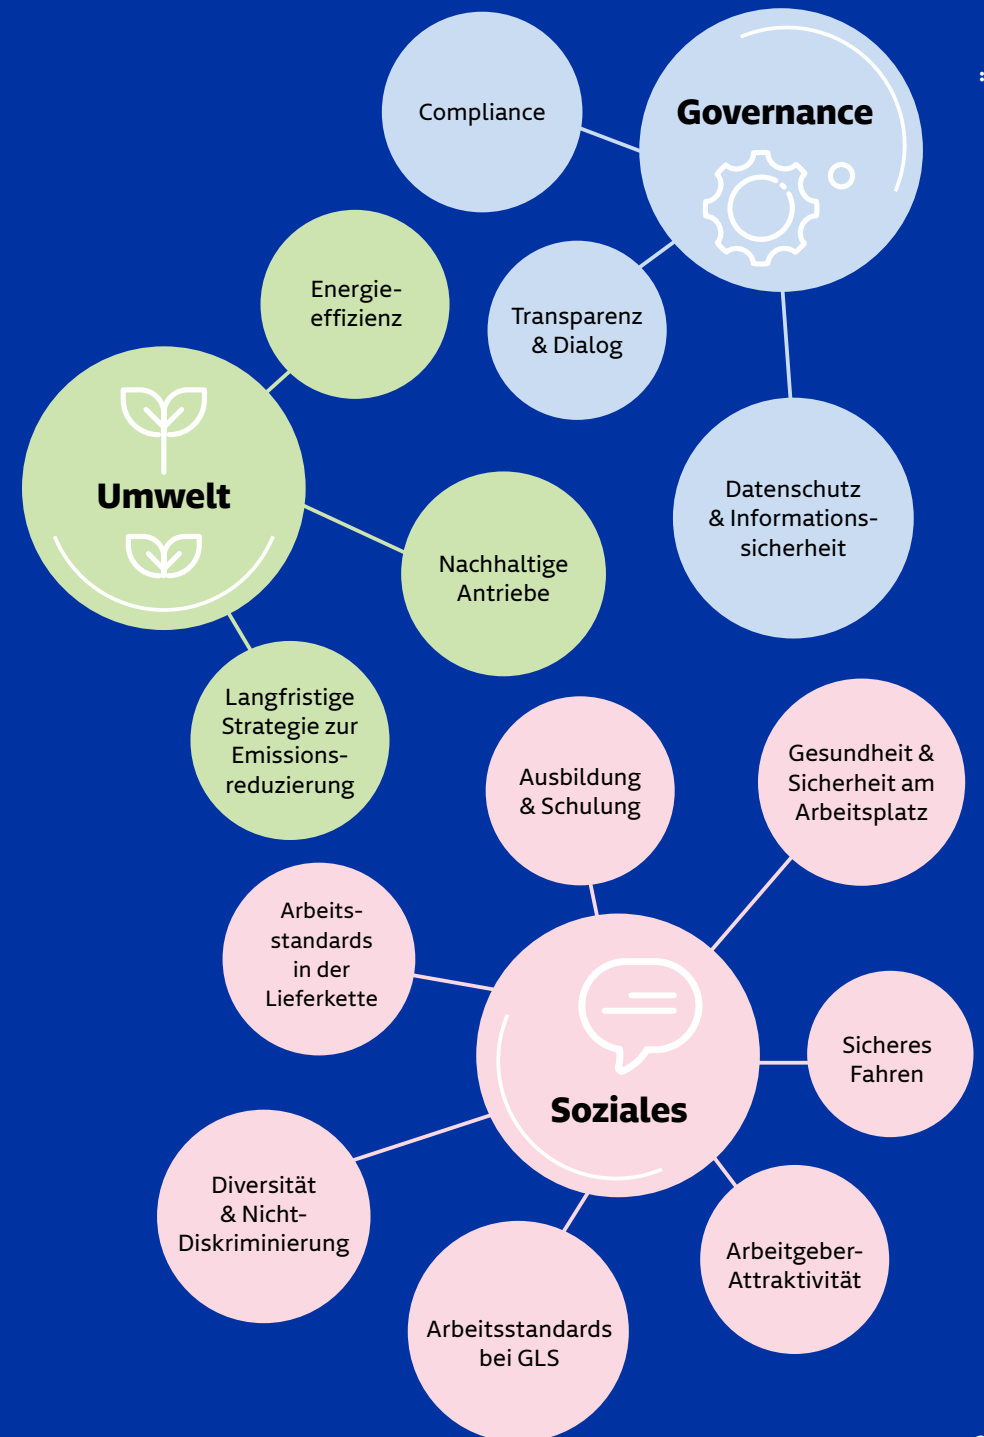 Compliance
Governance
Transparenz
& Dialog
Datenschutz
& Informations-
sicherheit
Energie-
effizienz
Umwelt
Nachhaltige
Antriebe
Langfristige
Strategie zur
Emissions-
reduzierung
Ausbildung
& Schulung
Gesundheit &
Sicherheit am
Arbeitsplatz
Arbeits-
standards
in der
Lieferkette
Soziales
Sicheres
Fahren
Diversität
& Nicht-
Diskriminierung
Arbeitsstandards
bei GLS
Arbeitgeber-
Attraktivität